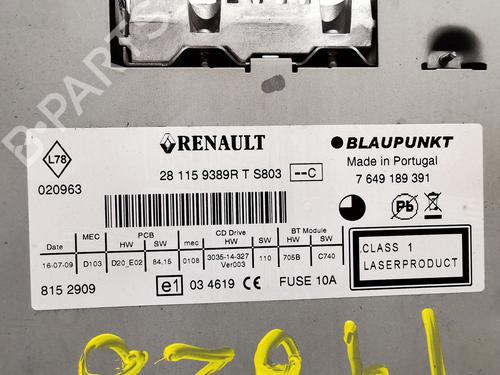 RENAULT
BLAUPUNKT
L78
28 115 9389R T S803 --C
Made in Portugal
020963
7 649 189 391
Pb
MEC PCB CD Drive BT Module
Date HW SW mec HW SW HW SW
16-07-09 D103 D20_E02 84.15 0108 3035-14-327 Ver003 110 705B C740
CLASS 1
LASERPRODUCT
815 2909
e1 03 4619 CE FUSE 10A
B-PARTS